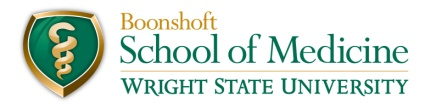 Boonshoft
School of Medicine
WRIGHT STATE UNIVERSITY